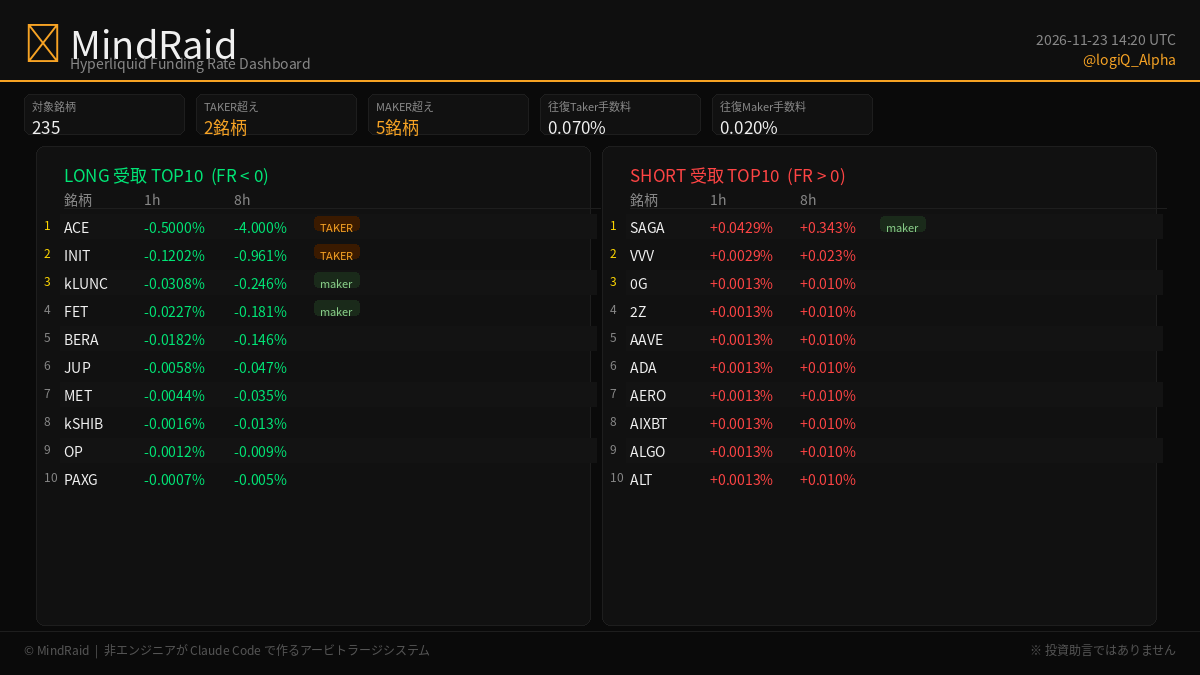 MindRaid
Hyperliquid Funding Rate Dashboard
2026-11-23 14:20 UTC
@logiQ_Alpha
対象銘柄
235
TAKER超え
2銘柄
MAKER超え
5銘柄
往復Taker手数料
0.070%
往復Maker手数料
0.020%
LONG 受取 TOP10 (FR < 0)
銘柄 1h 8h
1 ACE -0.5000% -4.000% TAKER
2 INIT -0.1202% -0.961% TAKER
3 kLUNC -0.0308% -0.246% maker
4 FET -0.0227% -0.181% maker
5 BERA -0.0182% -0.146%
6 JUP -0.0058% -0.047%
7 MET -0.0044% -0.035%
8 kSHIB -0.0016% -0.013%
9 OP -0.0012% -0.009%
10 PAXG -0.0007% -0.005%
SHORT 受取 TOP10 (FR > 0)
銘柄 1h 8h
1 SAGA +0.0429% +0.343% maker
2 VVV +0.0029% +0.023%
3 0G +0.0013% +0.010%
4 2Z +0.0013% +0.010%
5 AAVE +0.0013% +0.010%
6 ADA +0.0013% +0.010%
7 AERO +0.0013% +0.010%
8 AIXBT +0.0013% +0.010%
9 ALGO +0.0013% +0.010%
10 ALT +0.0013% +0.010%
© MindRaid | 非エンジニアが Claude Code で作るアービトラージシステム
※ 投資助言ではありません